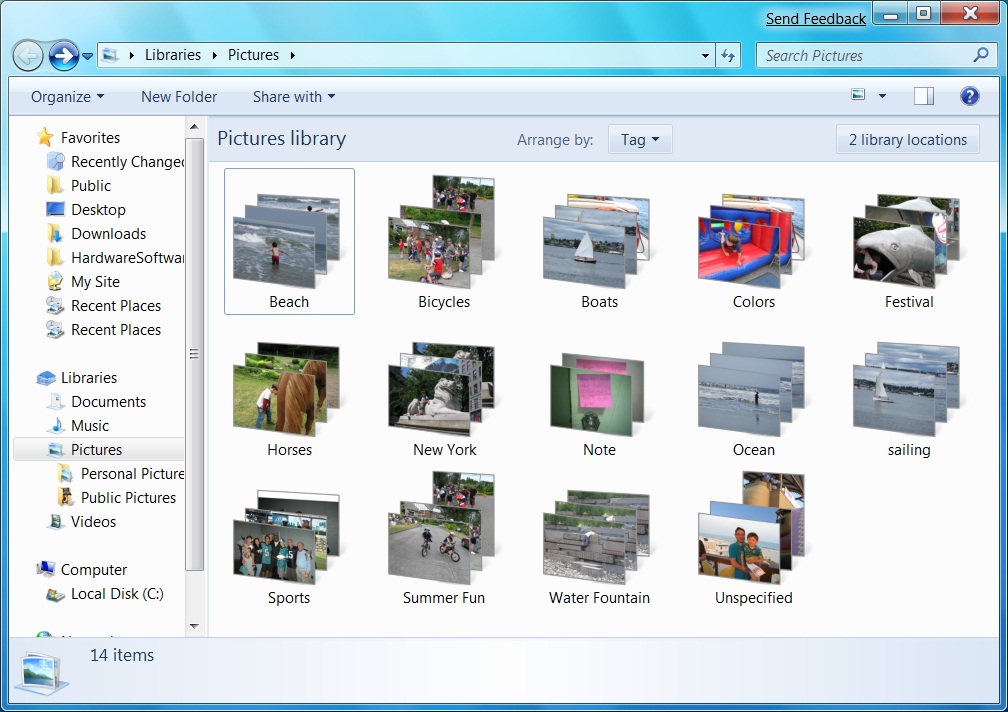 Send Feedback
Libraries Pictures
Search Pictures
Organize New Folder Share with
Favorites
Recently Changed
Public
Desktop
Downloads
HardwareSoftwar
My Site
Recent Places
Recent Places
Libraries
Documents
Music
Pictures
Personal Picture
Public Pictures
Videos
Computer
Local Disk (C:)
Pictures library
Arrange by: Tag
2 library locations
Beach Bicycles Boats Colors Festival
Horses New York Note Ocean sailing
Sports Summer Fun Water Fountain Unspecified
14 items